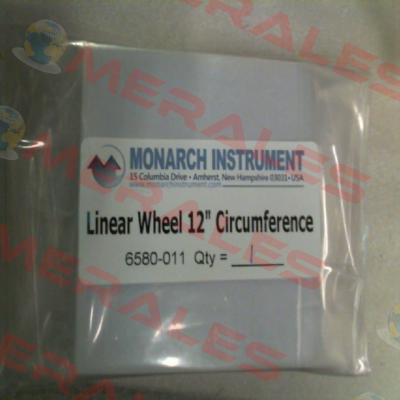 MONARCH INSTRUMENT
15 Columbia Drive • Amherst, New Hampshire 03031 • USA
www.monarchinstrument.com
Linear Wheel 12" Circumference
6580-011 Qty = 1
MERALES
MERALES